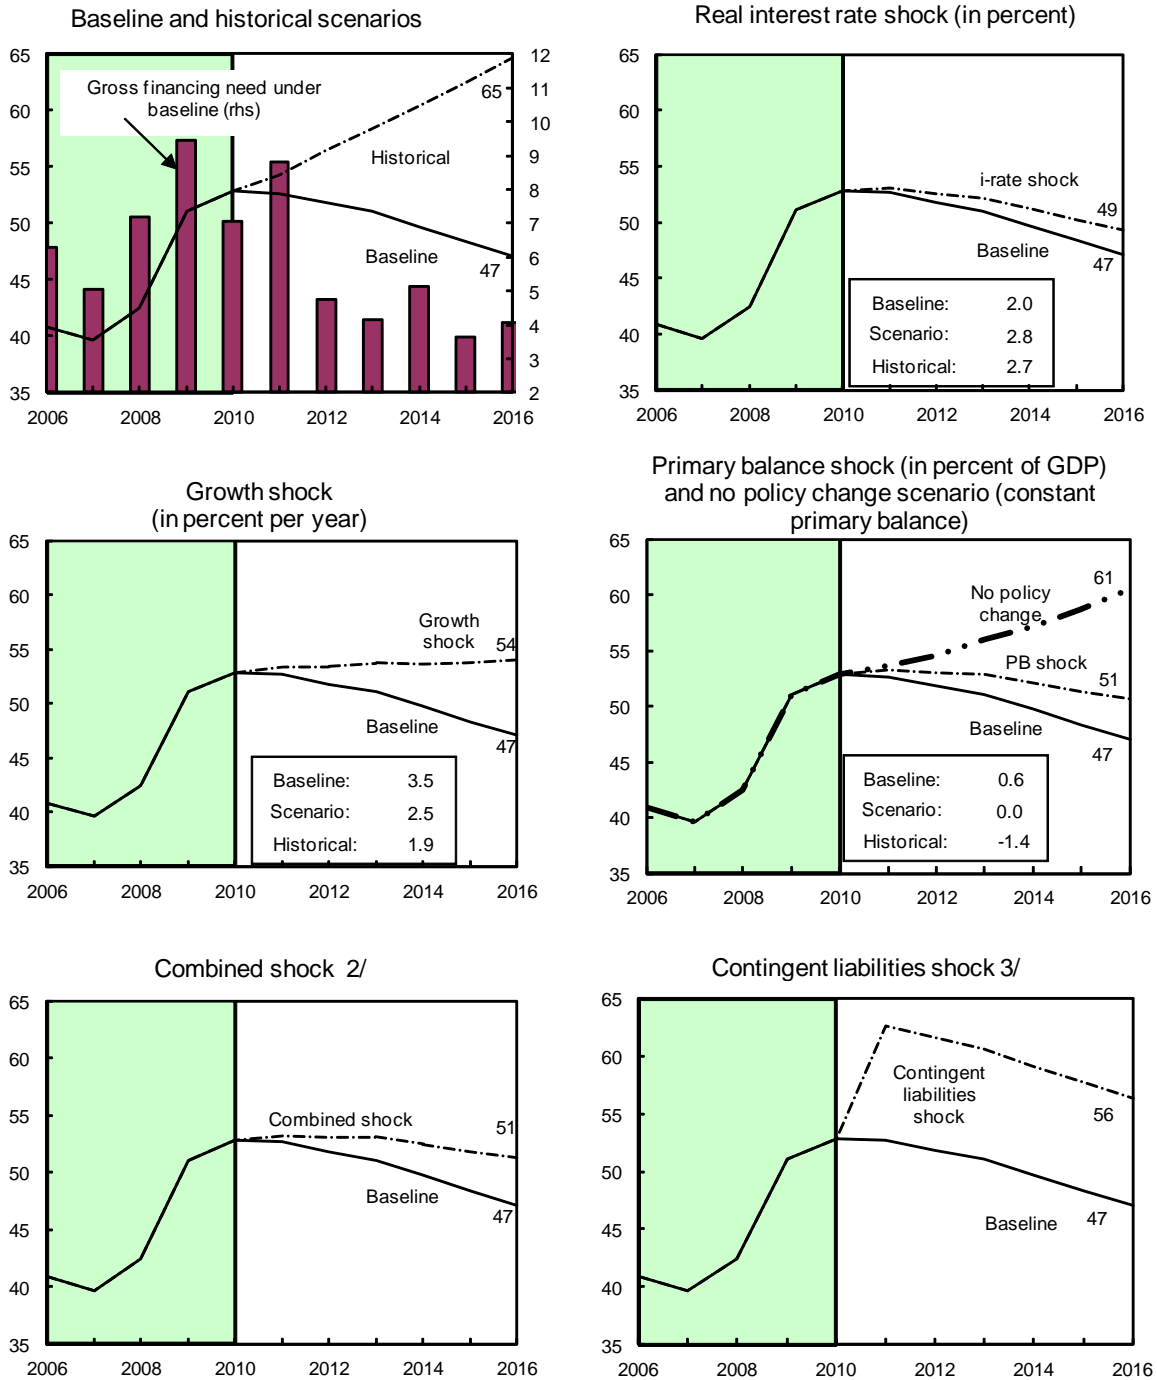 Baseline and historical scenarios
65
60
55
50
45
40
35
12
11
10
9
8
7
6
5
4
3
2
Gross financing need under
baseline (rhs)
65
Historical
Baseline
47
2006 2008 2010 2012 2014 2016
Real interest rate shock (in percent)
65
60
55
50
45
40
35
i-rate shock
49
Baseline
47
Baseline: 2.0
Scenario: 2.8
Historical: 2.7
2006 2008 2010 2012 2014 2016
Growth shock
(in percent per year)
65
60
55
50
45
40
35
Growth
shock
54
Baseline
47
Baseline: 3.5
Scenario: 2.5
Historical: 1.9
2006 2008 2010 2012 2014 2016
Primary balance shock (in percent of GDP)
and no policy change scenario (constant
primary balance)
65
60
55
50
45
40
35
61
No policy
change
PB shock
51
Baseline
47
Baseline: 0.6
Scenario: 0.0
Historical: -1.4
2006 2008 2010 2012 2014 2016
Combined shock 2/
65
60
55
50
45
40
35
Combined shock
51
Baseline
47
2006 2008 2010 2012 2014 2016
Contingent liabilities shock 3/
65
60
55
50
45
40
35
Contingent
liabilities
shock
56
Baseline
47
2006 2008 2010 2012 2014 2016